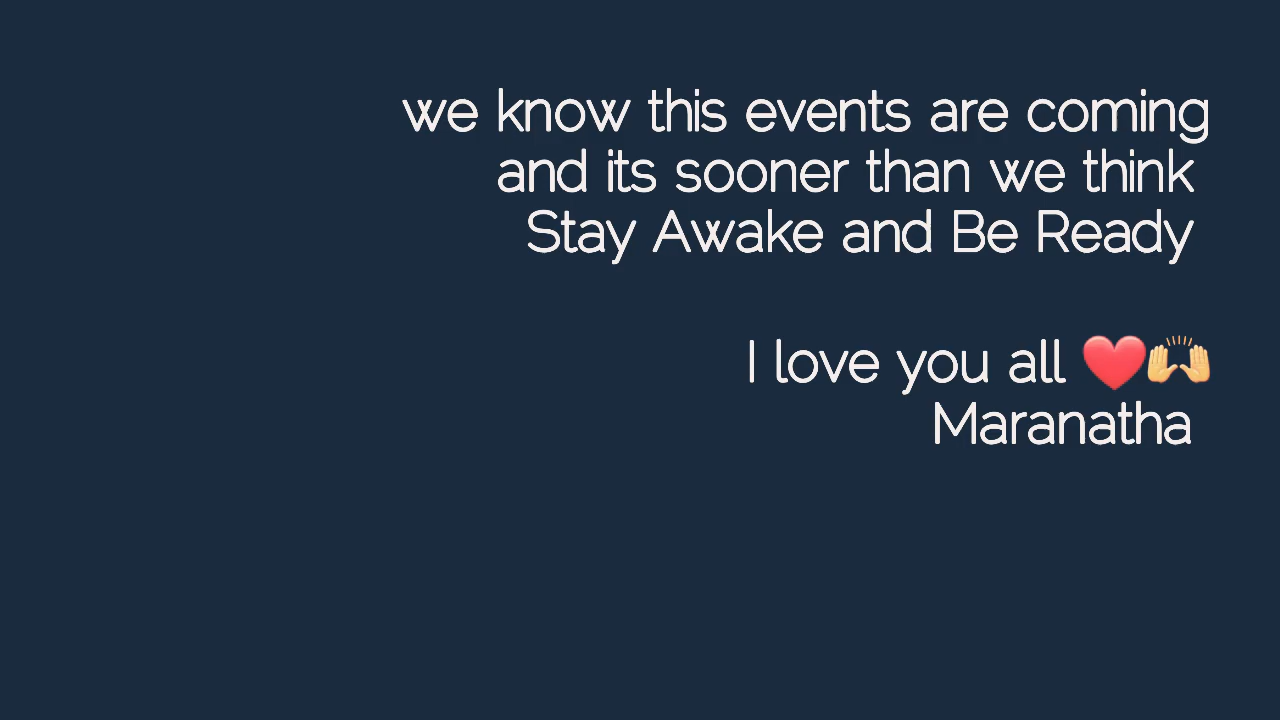 we know this events are coming
and its sooner than we think
Stay Awake and Be Ready
I love you all ❤️🙌
Maranatha